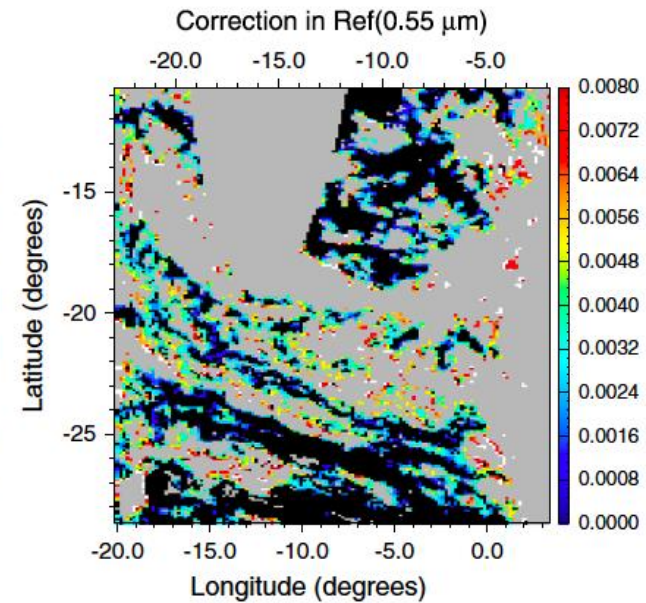 Correction in Ref(0.55 µm)
-20.0 -15.0 -10.0 -5.0
0.0080
0.0072
0.0064
0.0056
0.0048
0.0040
0.0032
0.0024
0.0016
0.0008
0.0000
Latitude (degrees)
-15
-20
-25
-20.0 -15.0 -10.0 -5.0 0.0
Longitude (degrees)